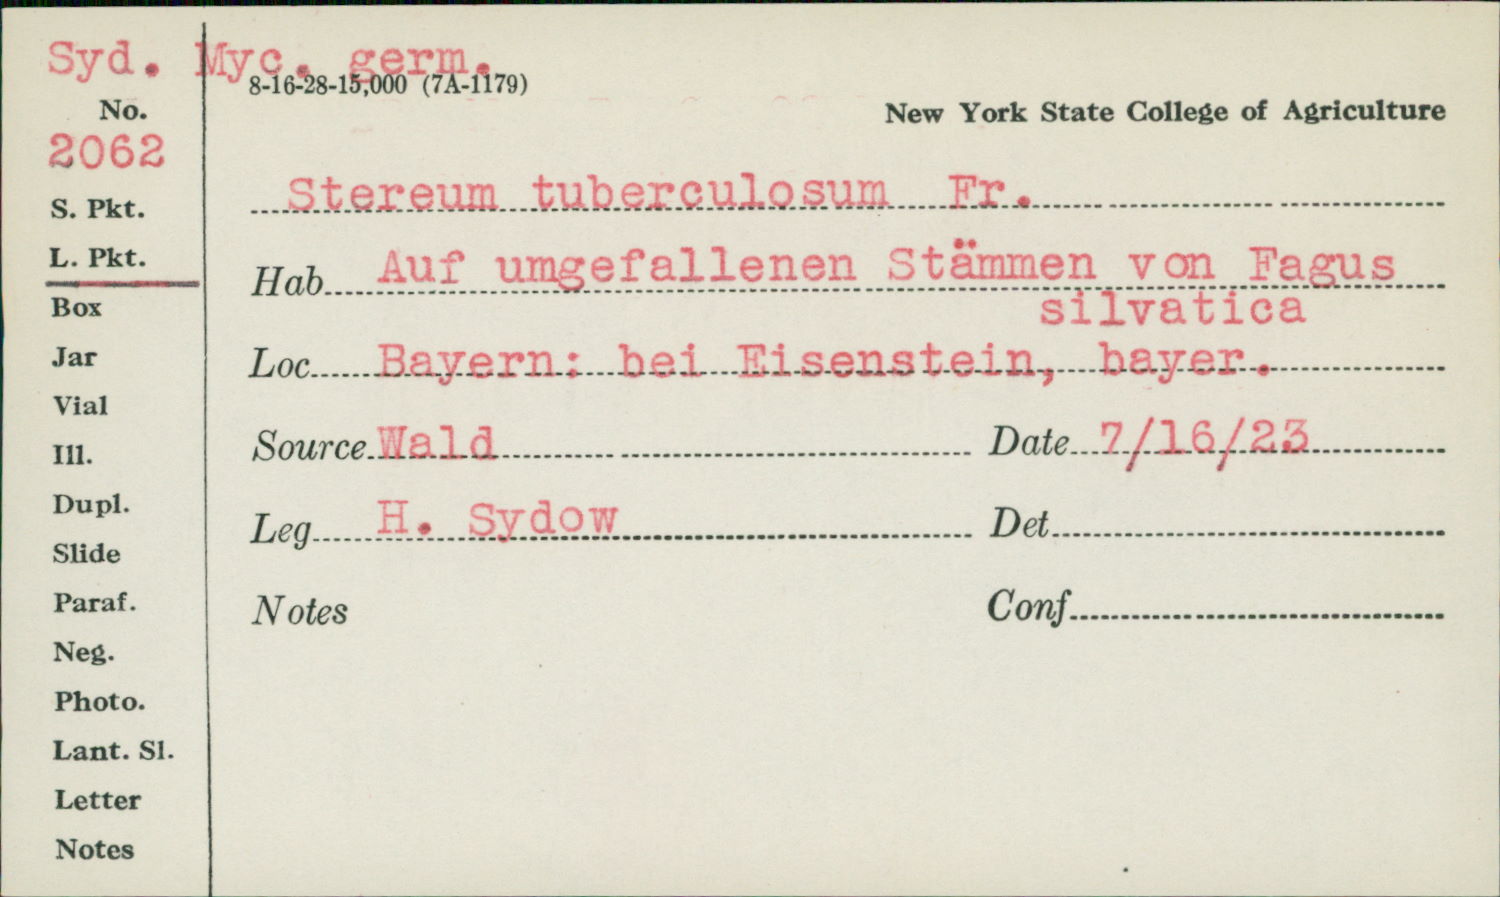 Syd. Myc. germ.
8-16-28-15,000 (7A-1179)
No.
New York State College of Agriculture
2062
Stereum tuberculosum Fr.
S. Pkt.
L. Pkt.
Hab. Auf umgefallenen Stämmen von Fagus
silvatica
Box
Jar
Loc. Bayern: bei Eisenstein, bayer.
Vial
Ill.
Source Wald Date 7/16/23
Dupl.
Leg. H. Sydow Det.
Slide
Paraf.
Notes Conf.
Neg.
Photo.
Lant. Sl.
Letter
Notes